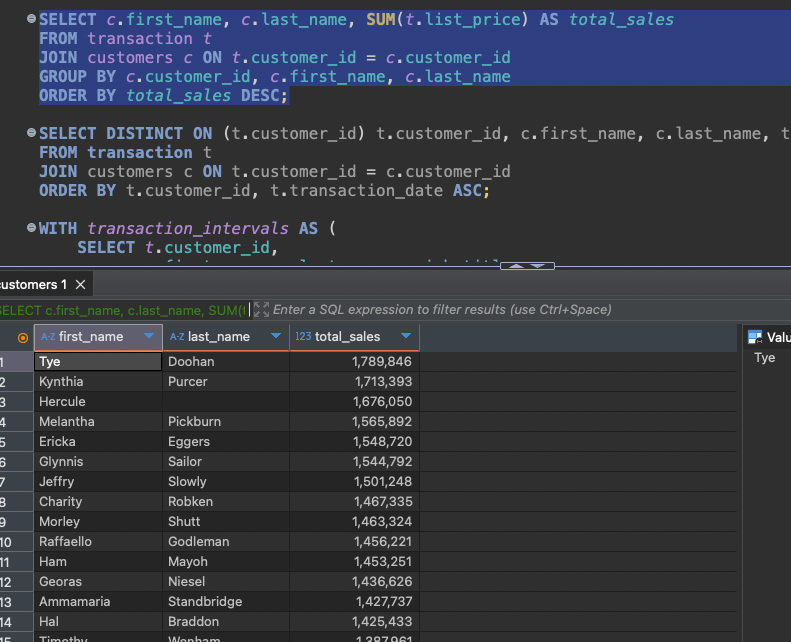 SELECT c.first_name, c.last_name, SUM(t.list_price) AS total_sales
FROM transaction t
JOIN customers c ON t.customer_id = c.customer_id
GROUP BY c.customer_id, c.first_name, c.last_name
ORDER BY total_sales DESC;
SELECT DISTINCT ON (t.customer_id) t.customer_id, c.first_name, c.last_name, t
FROM transaction t
JOIN customers c ON t.customer_id = c.customer_id
ORDER BY t.customer_id, t.transaction_date ASC;
WITH transaction_intervals AS (
SELECT t.customer_id,
customers 1
SELECT c.first_name, c.last_name, SUM(t Enter a SQL expression to filter results (use Ctrl+Space)
A-Z first_name A-Z last_name 123 total_sales Valu
1 Tye Doohan 1,789,846 Tye
2 Kynthia Purcer 1,713,393
3 Hercule 1,676,050
4 Melantha Pickburn 1,565,892
5 Ericka Eggers 1,548,720
6 Glynnis Sailor 1,544,792
7 Jeffry Slowly 1,501,248
8 Charity Robken 1,467,335
9 Morley Shutt 1,463,324
10 Raffaello Godleman 1,456,221
11 Ham Mayoh 1,453,251
12 Georas Niesel 1,436,626
13 Ammamaria Standbridge 1,427,737
14 Hal Braddon 1,425,433
15 Timothy Wenham 1,387,961